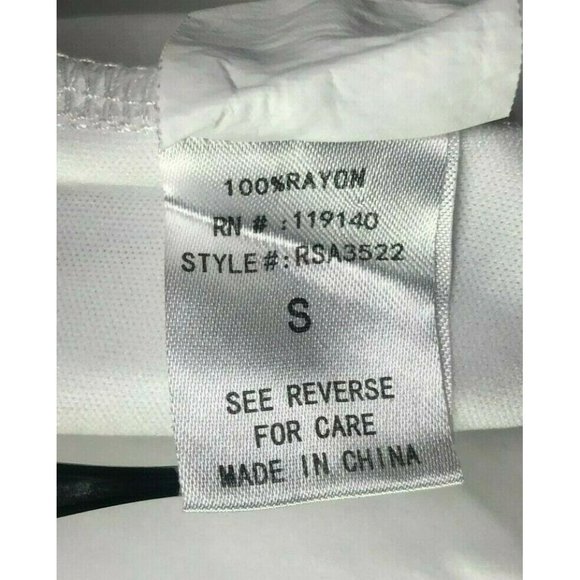 100%RAYON
RN # :119140
STYLE#:RSA3522
S
SEE REVERSE
FOR CARE
MADE IN CHINA